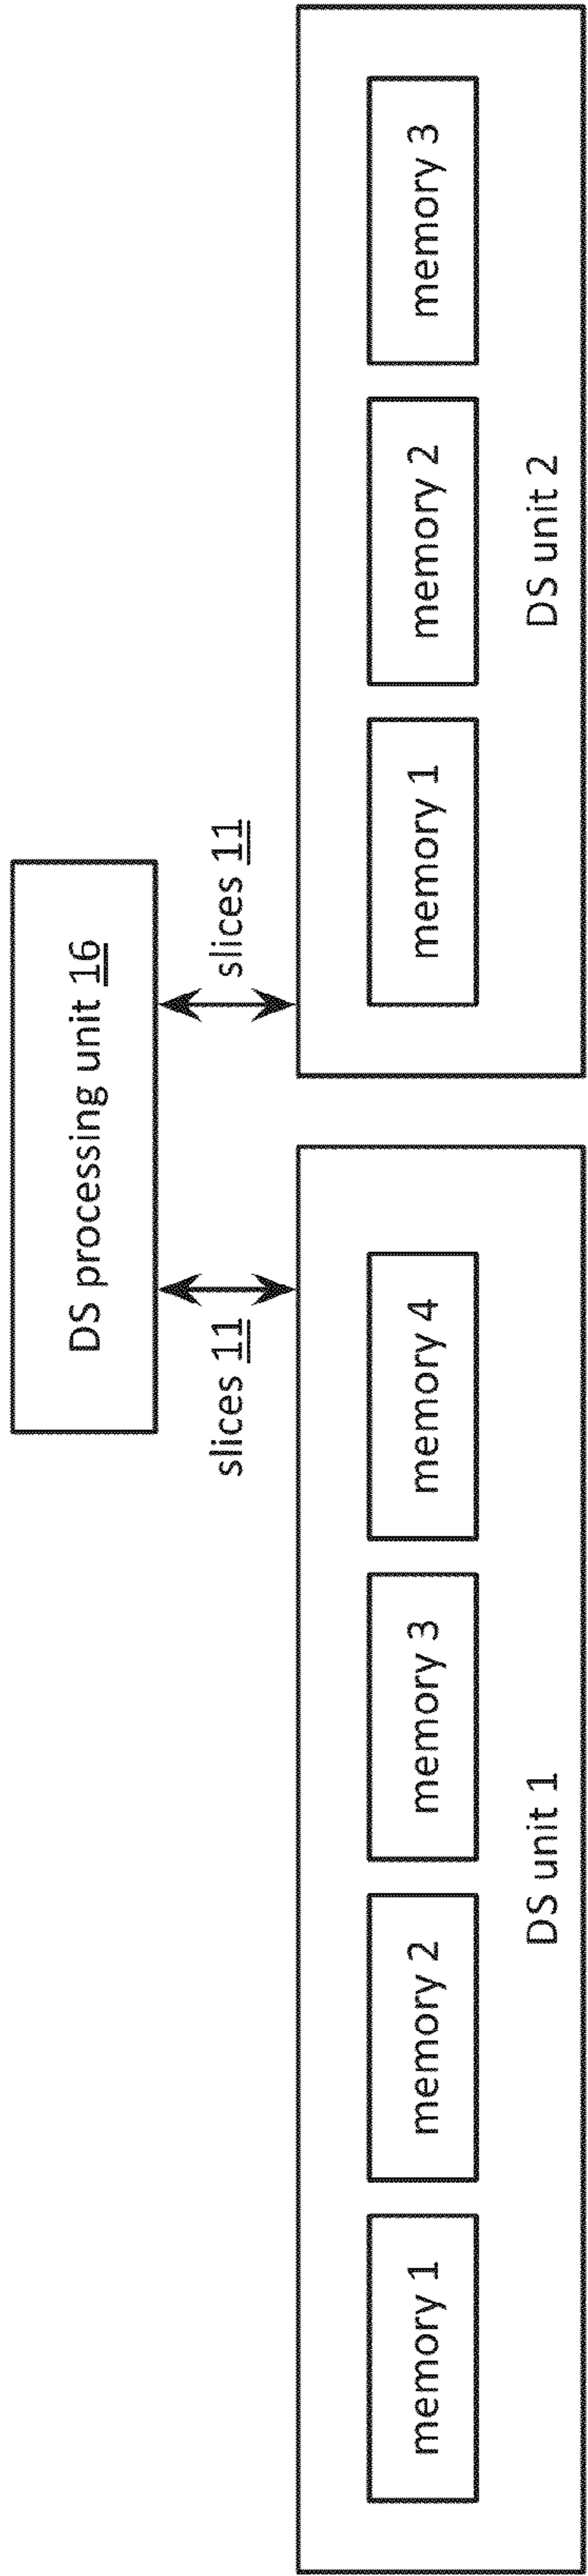 DS processing unit 16
slices 11
slices 11
memory 1
memory 2
memory 3
memory 4
DS unit 1
memory 1
memory 2
memory 3
DS unit 2